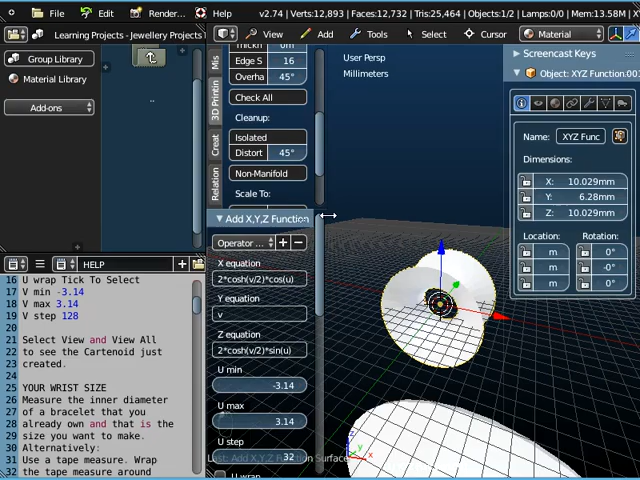 File Edit Render... Help v2.74 | Verts:12,893 | Faces:12,732 | Tris:25,464 | Objects:1/2 | Lamps:0/0 | Mem:13.58M |
Learning Projects - Jewellery Projects
View Add Tools Select Cursor Material
Group Library
Material Library
Add-ons
..
Mis
3D Printin
Creat
Relation
Thickn 0m
Edge S 16
Overha 45°
Check All
Cleanup:
Isolated
Distort 45°
Non-Manifold
Scale To:
Add X,Y,Z Function
Operator ...
X equation
2*cosh(v/2)*cos(u)
Y equation
v
Z equation
2*cosh(v/2)*sin(u)
U min
-3.14
U max
3.14
U step
32
U wrap
User Persp
Millimeters
Last: Add X,Y,Z Function Surface
z
y
x
Screencast Keys
Object: XYZ Function.00
Name: XYZ Func
Dimensions:
X: 10.029mm
Y: 6.28mm
Z: 10.029mm
Location: Rotation:
m 0°
m -0°
m 0°
HELP
16 U wrap Tick To Select
17 V min -3.14
18 V max 3.14
19 V step 128
20
21 Select View and View All
22 to see the Cartenoid just
23 created.
24
25 YOUR WRIST SIZE
26 Measure the inner diameter
27 of a bracelet that you
28 already own and that is the
29 size you want to make.
30 Alternatively:
31 Use a tape measure. Wrap
32 the tape measure around